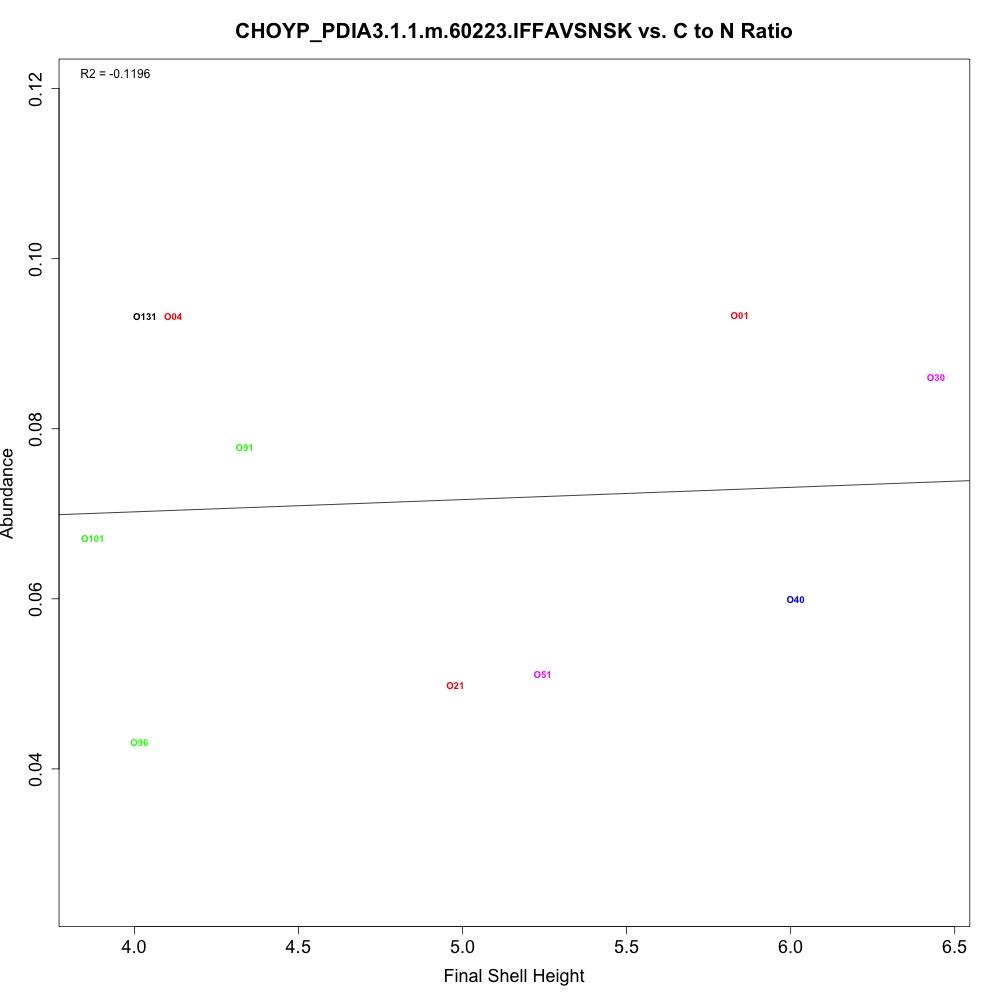 CHOYP_PDIA3.1.1.m.60223.IFFAVSNSK vs. C to N Ratio
R2 = -0.1196
0.12
0.10
O131 O04
O01
O30
0.08
O91
Abundance
O101
0.06
O40
O51
O21
O96
0.04
4.0 4.5 5.0 5.5 6.0 6.5
Final Shell Height